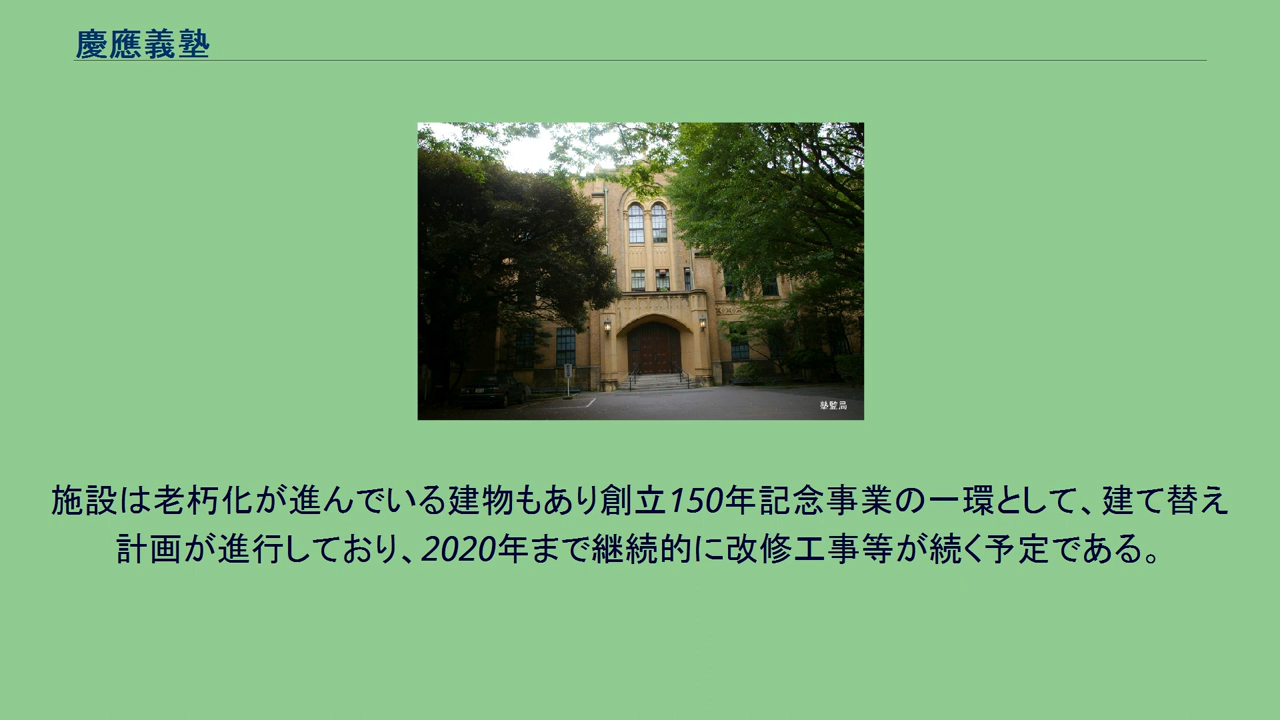 慶應義塾
塾監局
施設は老朽化が進んでいる建物もあり創立150年記念事業の一環として、建て替え
計画が進行しており、2020年まで継続的に改修工事等が続く予定である。